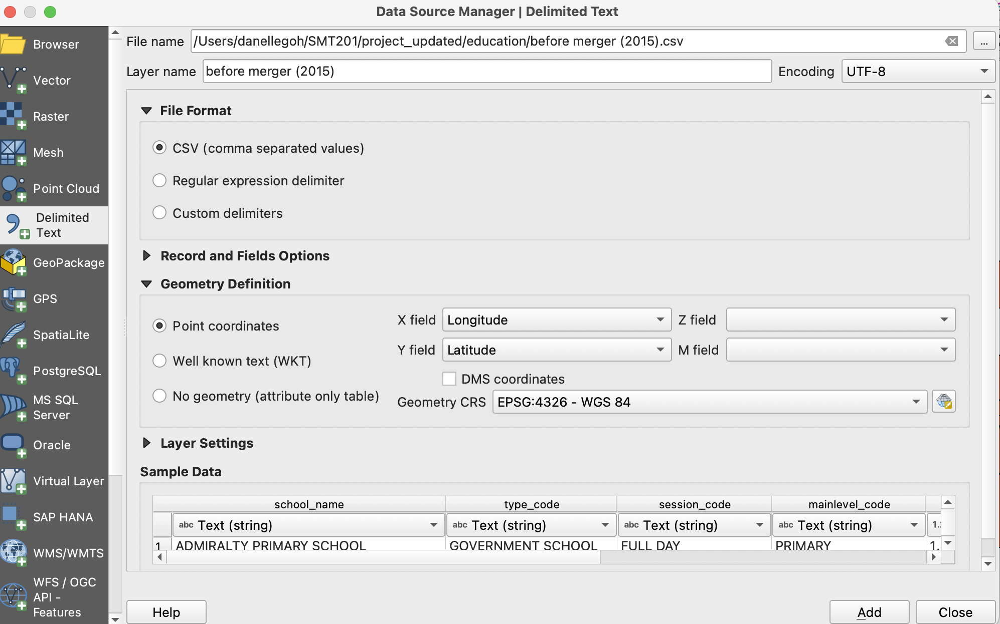 Data Source Manager | Delimited Text
Browser
Vector
Raster
Mesh
Point Cloud
Delimited
Text
GeoPackage
GPS
SpatiaLite
PostgreSQL
MS SQL
Server
Oracle
Virtual Layer
SAP HANA
WMS/WMTS
WFS / OGC
API -
Features
File name /Users/danellegoh/SMT201/project_updated/education/before merger (2015).csv ...
Layer name before merger (2015) Encoding UTF-8
File Format
CSV (comma separated values)
Regular expression delimiter
Custom delimiters
Record and Fields Options
Geometry Definition
Point coordinates
Well known text (WKT)
No geometry (attribute only table)
X field Longitude Z field
Y field Latitude M field
DMS coordinates
Geometry CRS EPSG:4326 - WGS 84
Layer Settings
Sample Data
school_name type_code session_code mainlevel_code
abc Text (string) abc Text (string) abc Text (string) abc Text (string)
1 ADMIRALTY PRIMARY SCHOOL GOVERNMENT SCHOOL FULL DAY PRIMARY 1.
Help Add Close